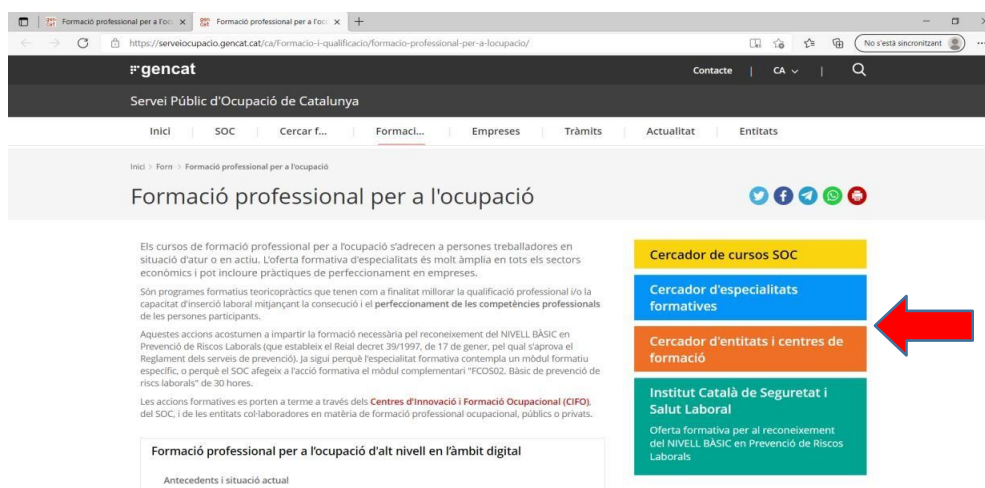 Formació professional per a l'oc
Formació professional per a l'oc
https://serveiocupacio.gencat.cat/ca/Formacio-i-qualificacio/formacio-professional-per-a-locupacio/
No s'està sincronitzant
gencat
Contacte | CA |
Servei Públic d'Ocupació de Catalunya
Inici SOC Cercar f... Formaci... Empreses Tràmits Actualitat Entitats
Inici > Forn > Formació professional per a l'ocupació
Formació professional per a l'ocupació
Els cursos de formació professional per a l'ocupació s'adrecen a persones treballadores en
situació d'atur o en actiu. L'oferta formativa d'especialitats és molt àmplia en tots els sectors
econòmics i pot incloure pràctiques de perfeccionament en empreses.
Són programes formatius teoricopràctics que tenen com a finalitat millorar la qualificació professional i/o la
capacitat d'inserció laboral mitjançant la consecució i el perfeccionament de les competències professionals
de les persones participants.
Aquestes accions acostumen a impartir la formació necessària pel reconeixement del NIVELL BÀSIC en
Prevenció de Riscos Laborals (que estableix el Reial decret 39/1997, de 17 de gener, pel qual s'aprova el
Reglament dels serveis de prevenció). Ja sigui perquè l'especialitat formativa contempla un mòdul formatiu
específic, o perquè el SOC afegeix a l'acció formativa el mòdul complementari "FCOS02. Bàsic de prevenció de
riscs laborals" de 30 hores.
Les accions formatives es porten a terme a través dels Centres d'Innovació i Formació Ocupacional (CIFO),
del SOC, i de les entitats col·laboradores en matèria de formació professional ocupacional, públics o privats.
Formació professional per a l'ocupació d'alt nivell en l'àmbit digital
Antecedents i situació actual
Cercador de cursos SOC
Cercador d'especialitats
formatives
Cercador d'entitats i centres de
formació
Institut Català de Seguretat i
Salut Laboral
Oferta formativa per al reconeixement
del NIVELL BÀSIC en Prevenció de Riscos
Laborals